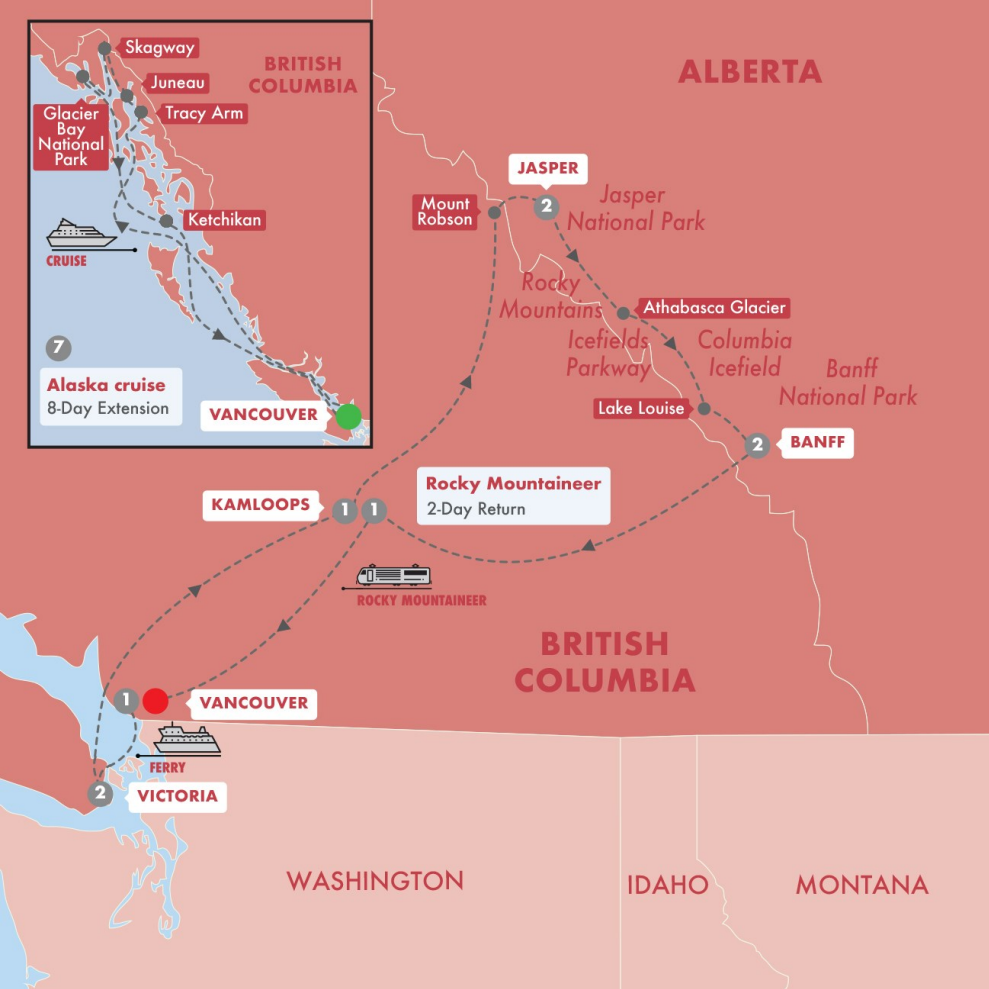 Skagway
BRITISH
COLUMBIA
Juneau
Tracy Arm
Glacier
Bay
National
Park
Ketchikan
CRUISE
7
Alaska cruise
8-Day Extension
VANCOUVER
ALBERTA
JASPER
2
Mount
Robson
Jasper
National Park
Rocky
Mountains
Athabasca Glacier
Icefields
Parkway
Columbia
Icefield
Banff
National Park
Lake Louise
2
BANFF
KAMLOOPS
1
1
Rocky Mountaineer
2-Day Return
ROCKY MOUNTAINEER
BRITISH
COLUMBIA
1
VANCOUVER
FERRY
2
VICTORIA
WASHINGTON
IDAHO
MONTANA